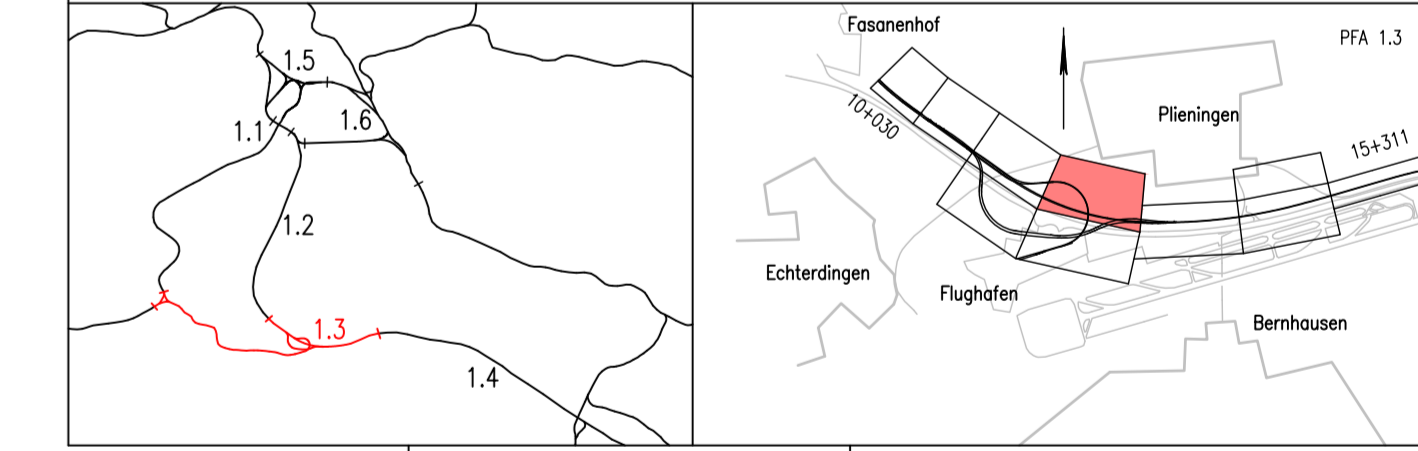 1.5
1.1
1.6
1.2
1.3
1.4
Fasanenhof
PFA 1.3
10+030
Plieningen
15+311
Echterdingen
Flughafen
Bernhausen